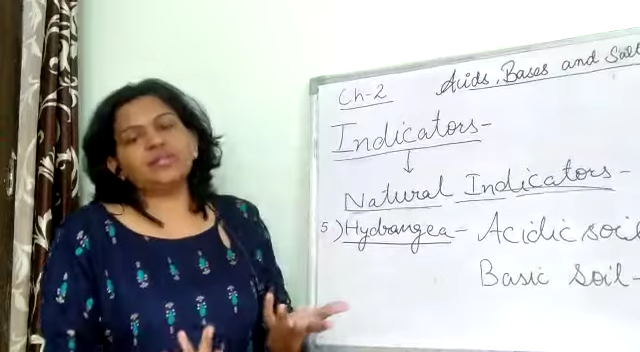 Ch-2 Acids, Bases and Salt
Indicators-
↓
Natural Indicators-
5) Hydrangea- Acidic soil
Basic Soil-